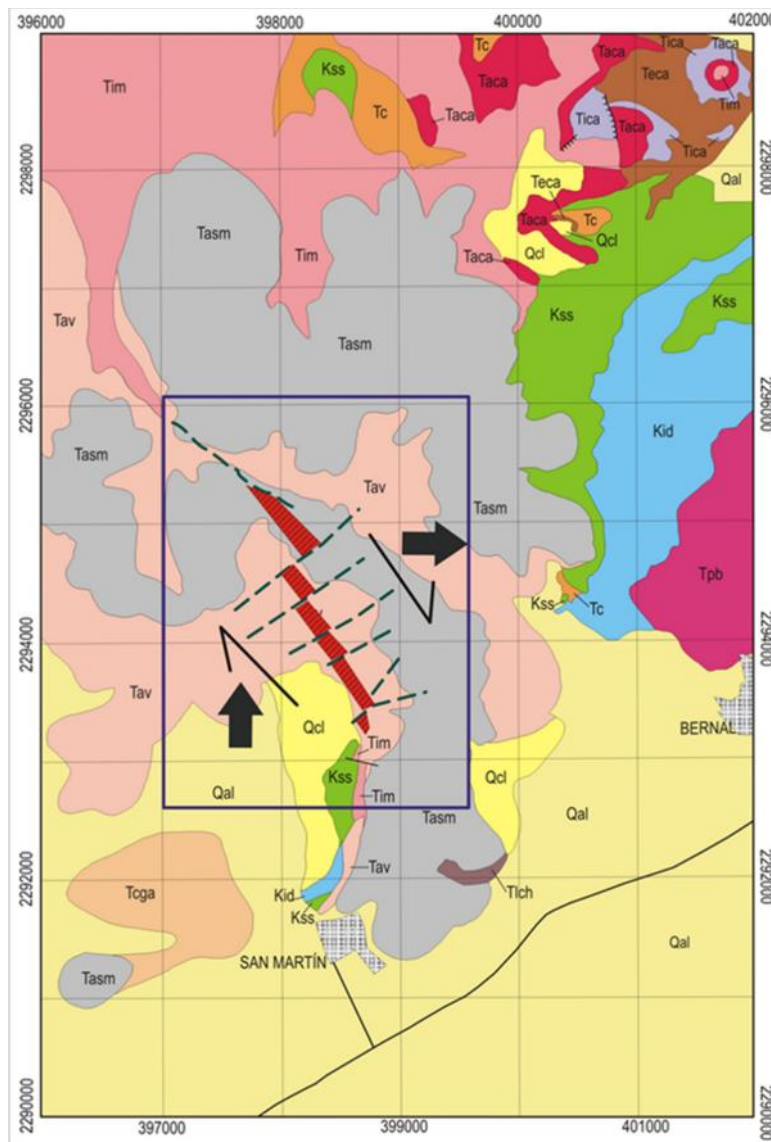 396000
398000
400000
402000
Tim
Kss
Tc
Taca
Tc
Taca
Taca
Tica
Taca
Teca
Tim
Tica
Taca
Tica
2298000
2298000
Tasm
Tim
Teca
Taca
Tc
Qcl
Qcl
Qal
Taca
Tav
Tasm
Kss
Kss
2296000
2296000
Tasm
Tav
Tasm
Kid
Tpb
Kss
Tc
2294000
2294000
Tav
Qcl
Tim
Kss
Tim
Qal
BERNAL
Qcl
Qal
Tasm
Tcga
Tav
Tlch
2292000
2292000
Kid
Kss
Tasm
SAN MARTÍN
Qal
2290000
2290000
397000
399000
401000